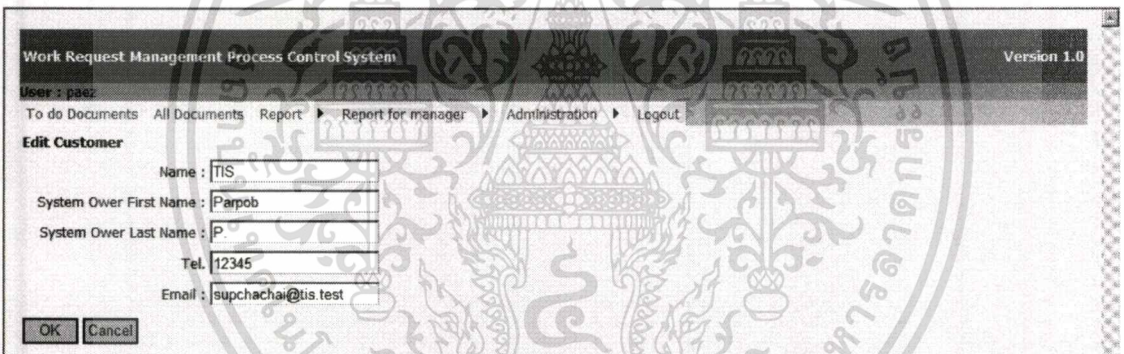 Work Request Management Process Control System Version 1.0
User : paez
To do Documents All Documents Report Report for manager Administration Logout
Edit Customer
Name : TIS
System Ower First Name : Parpob
System Ower Last Name : P.
Tel. 12345
Email : supchachai@tis.test
OK Cancel